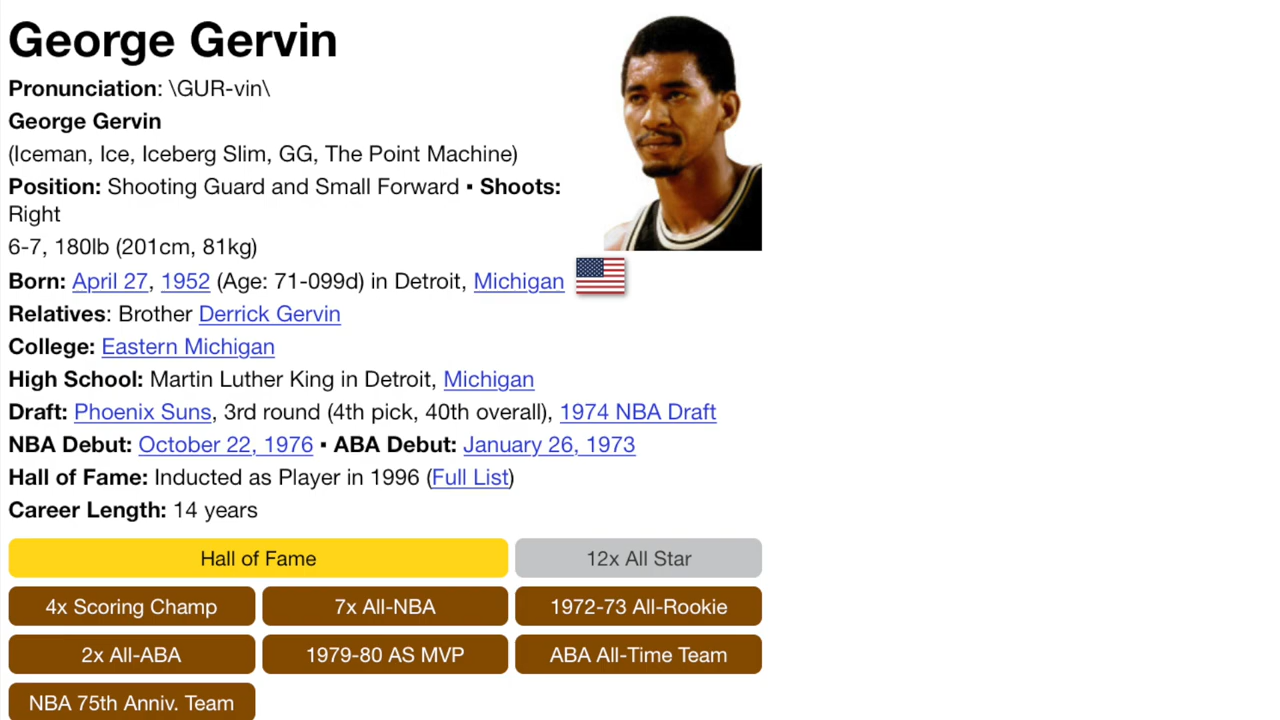 George Gervin
Pronunciation: \GUR-vin\
George Gervin
(Iceman, Ice, Iceberg Slim, GG, The Point Machine)
Position: Shooting Guard and Small Forward ▪ Shoots:
Right
6-7, 180lb (201cm, 81kg)
Born: April 27, 1952 (Age: 71-099d) in Detroit, Michigan
Relatives: Brother Derrick Gervin
College: Eastern Michigan
High School: Martin Luther King in Detroit, Michigan
Draft: Phoenix Suns, 3rd round (4th pick, 40th overall), 1974 NBA Draft
NBA Debut: October 22, 1976 ▪ ABA Debut: January 26, 1973
Hall of Fame: Inducted as Player in 1996 (Full List)
Career Length: 14 years
Hall of Fame 12x All Star
4x Scoring Champ 7x All-NBA 1972-73 All-Rookie
2x All-ABA 1979-80 AS MVP ABA All-Time Team
NBA 75th Anniv. Team